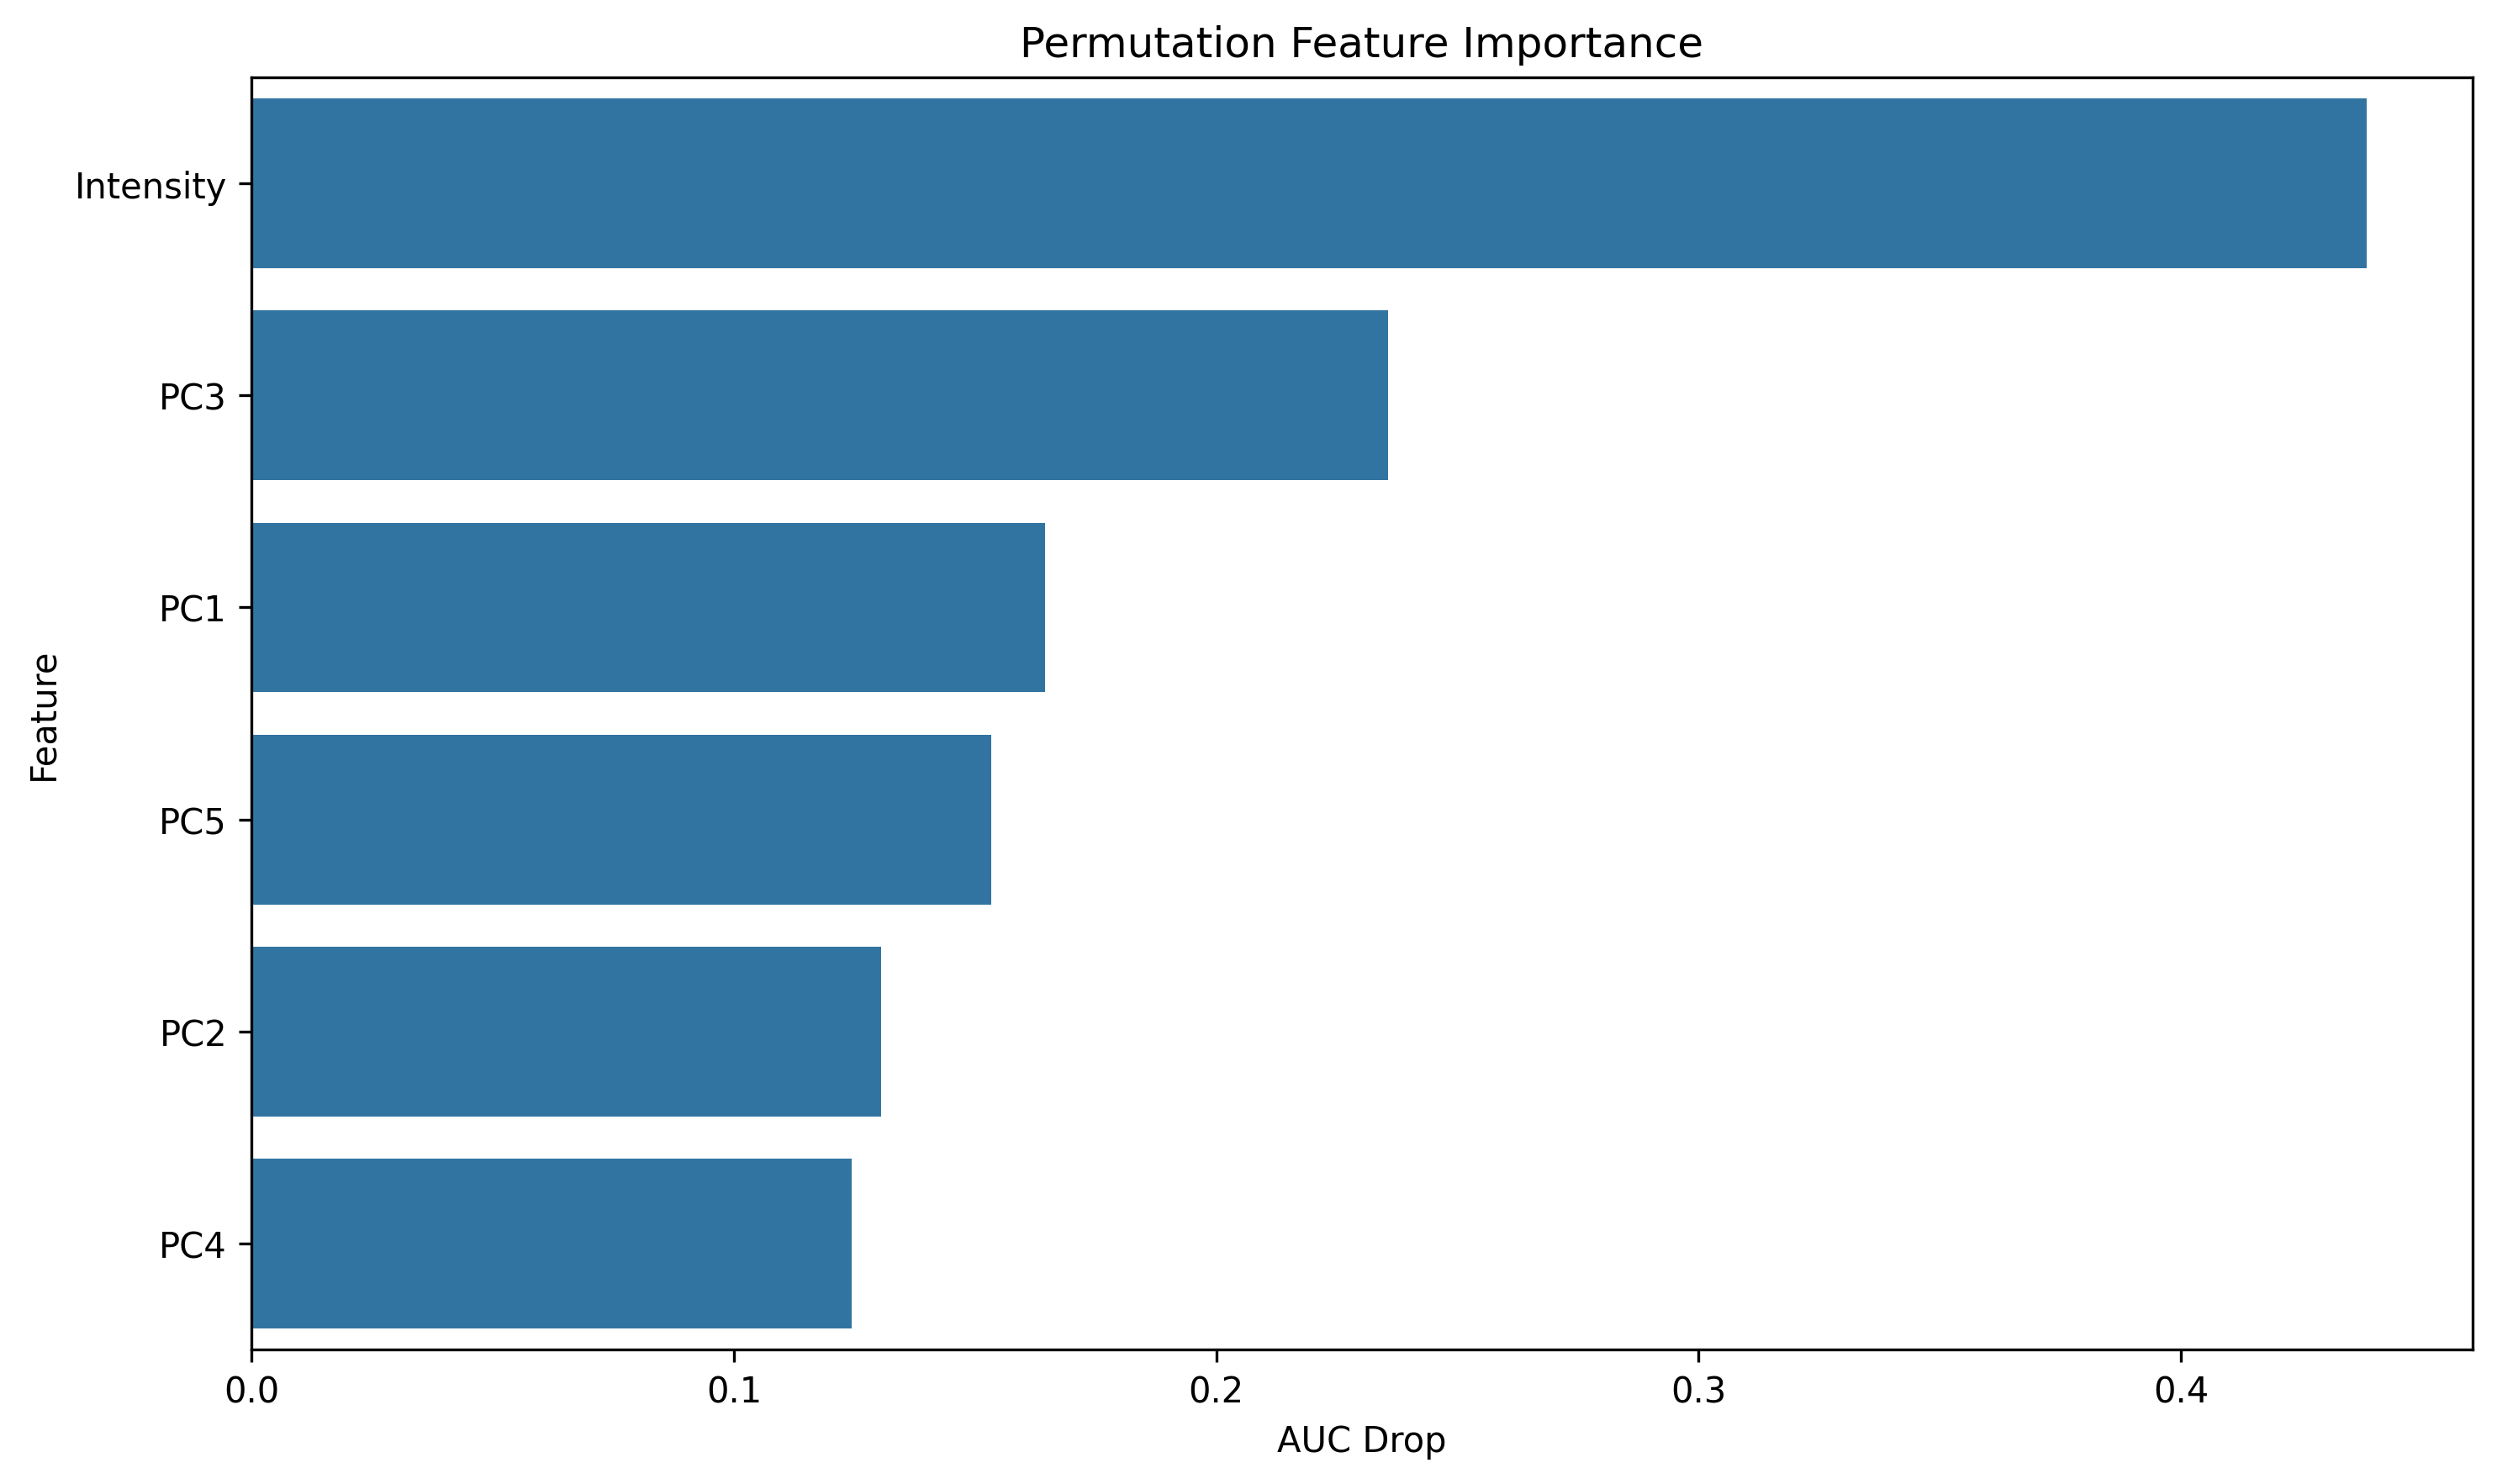 Permutation Feature Importance
Feature
Intensity
PC3
PC1
PC5
PC2
PC4
0.0 0.1 0.2 0.3 0.4
AUC Drop